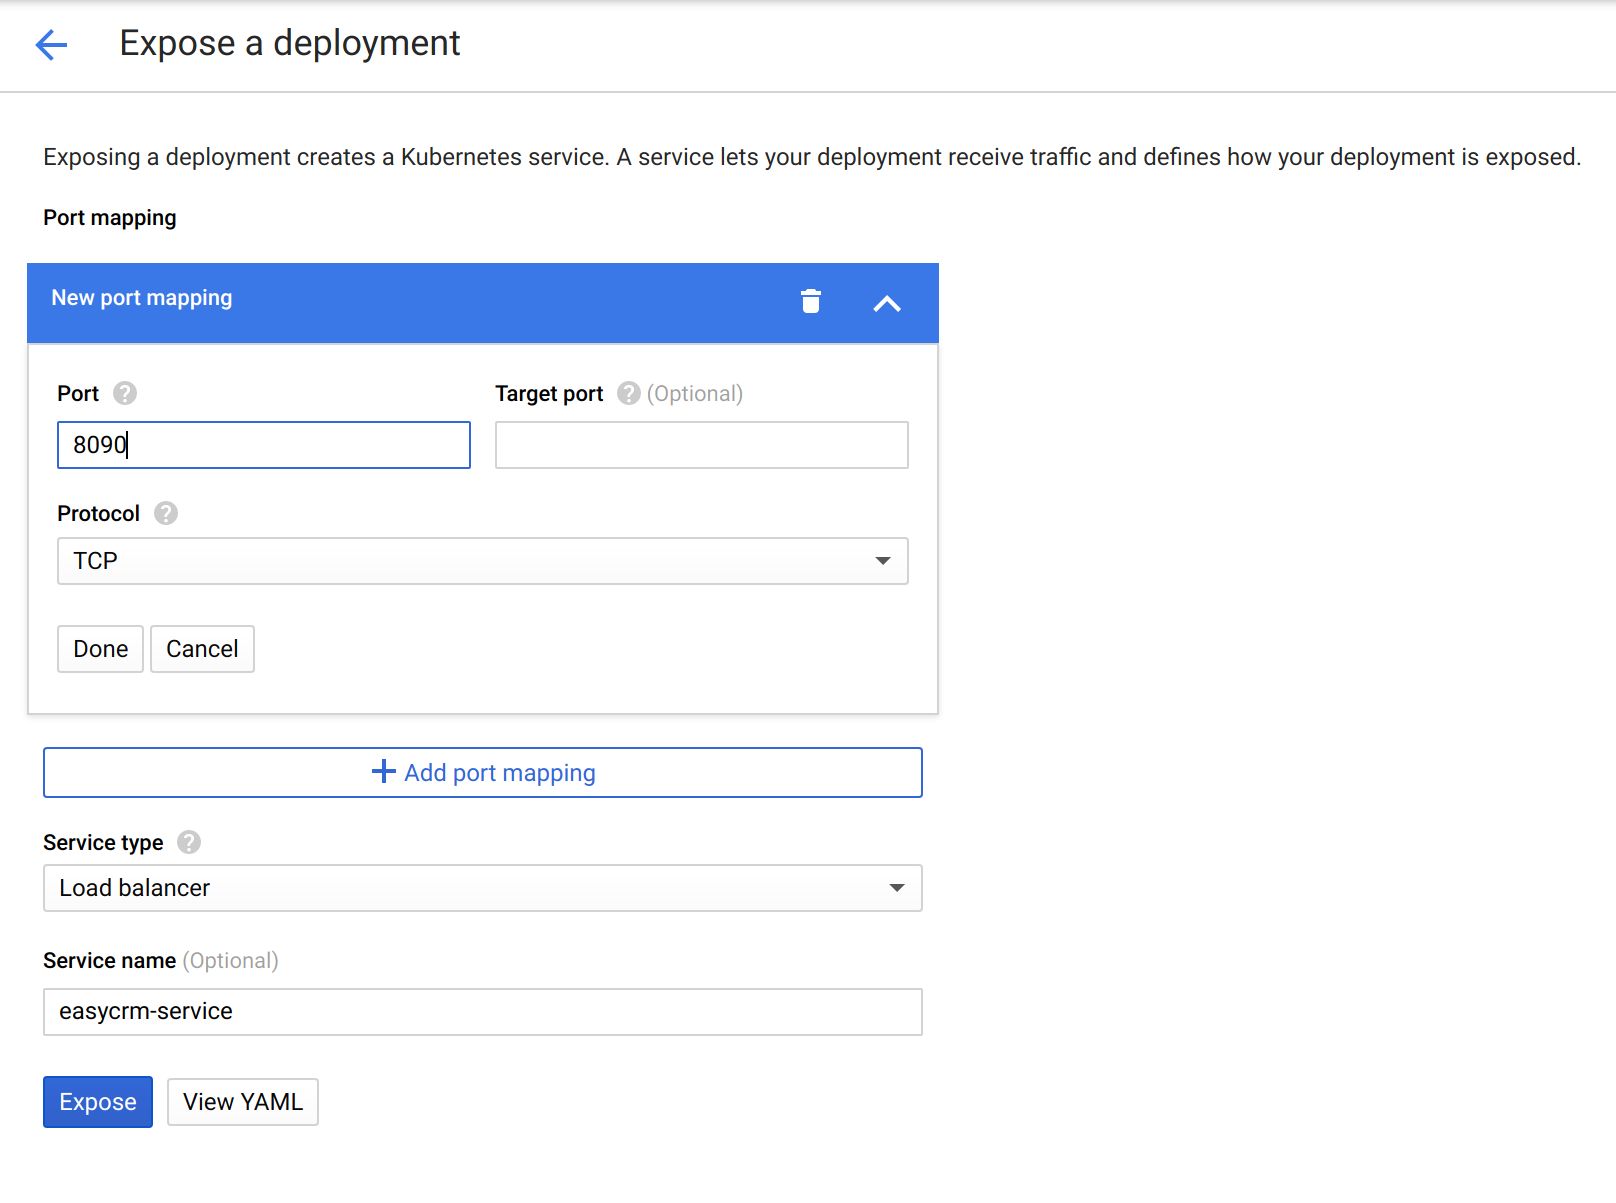 Expose a deployment
Exposing a deployment creates a Kubernetes service. A service lets your deployment receive traffic and defines how your deployment is exposed.
Port mapping
New port mapping
Port ? Target port ? (Optional)
8090
Protocol ?
TCP
Done Cancel
+ Add port mapping
Service type ?
Load balancer
Service name (Optional)
easycrm-service
Expose View YAML